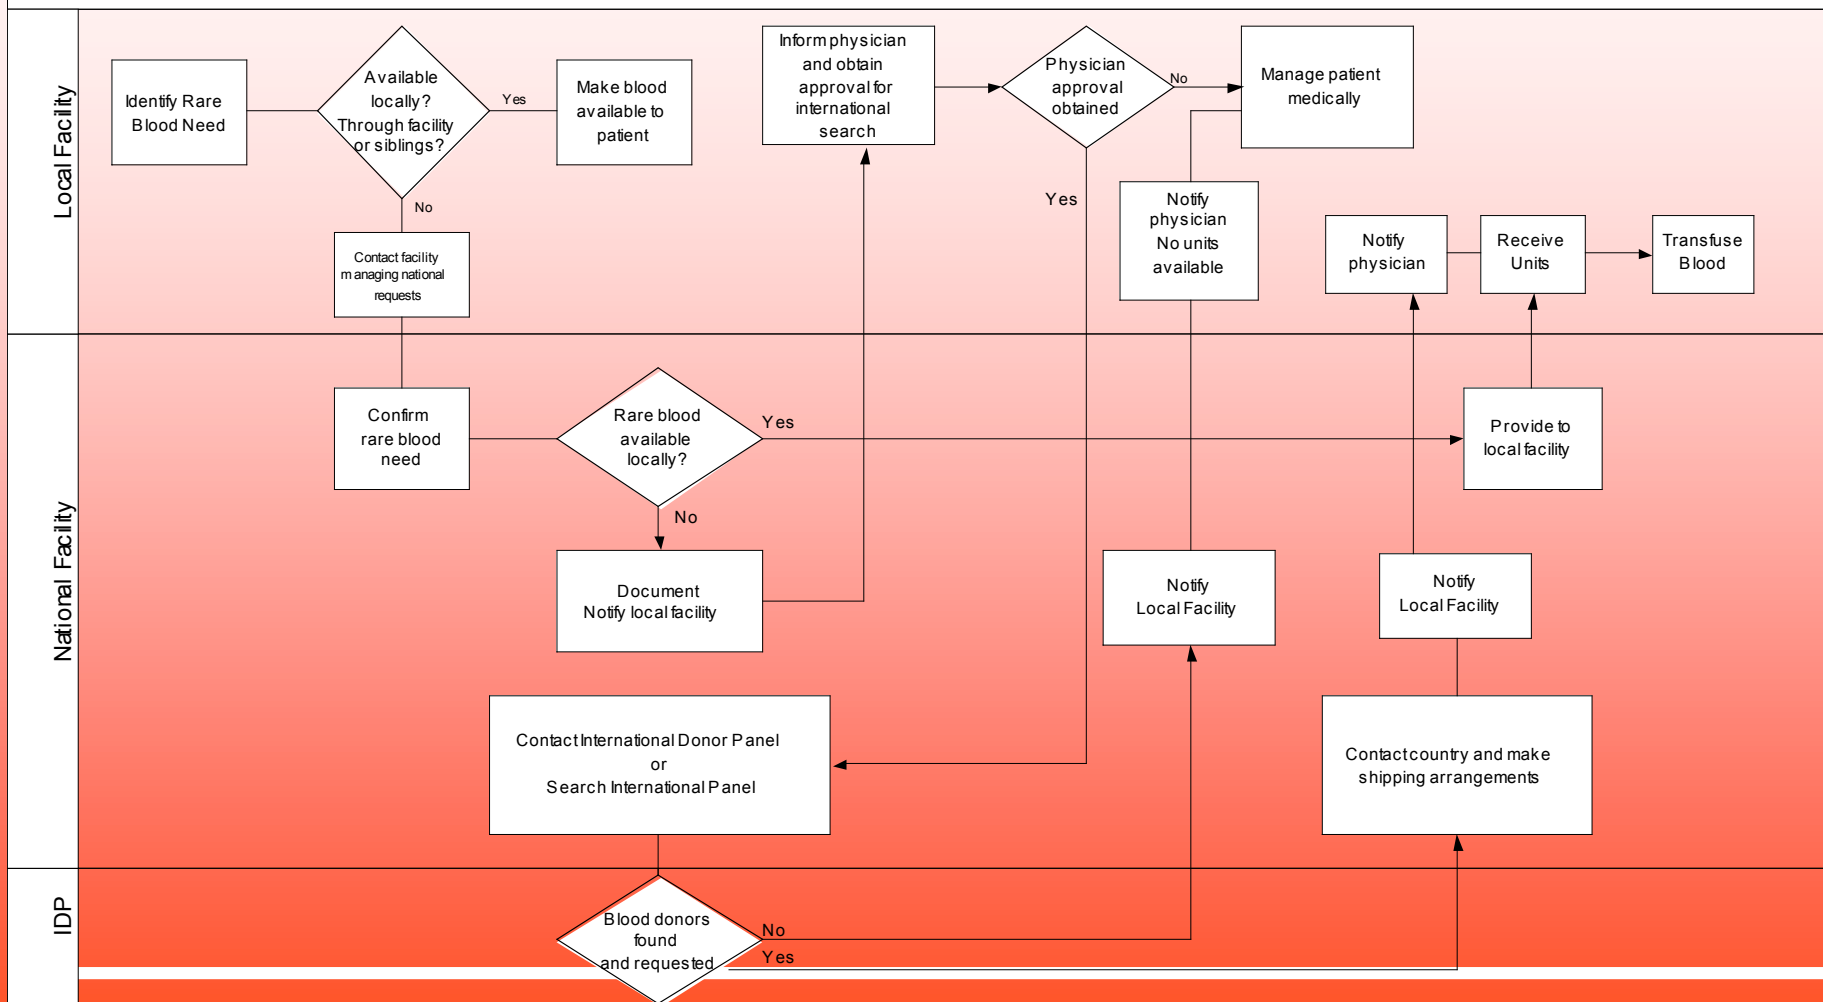 Local Facility
Identify Rare
Blood Need
Available
locally?
Through facility
or siblings?
Yes
No
Make blood
available to
patient
Contact facility
managing national
requests
Inform physician
and obtain
approval for
international
search
Physician
approval
obtained
No
Yes
Manage patient
medically
Notify
physician
No units
available
Notify
physician
Receive
Units
Transfuse
Blood
National Facility
Confirm
rare blood
need
Rare blood
available
locally?
Yes
No
Provide to
local facility
Document
Notify local facility
Notify
Local Facility
Notify
Local Facility
Contact International Donor Panel
or
Search International Panel
Contact country and make
shipping arrangements
IDP
Blood donors
found
and requested
No
Yes